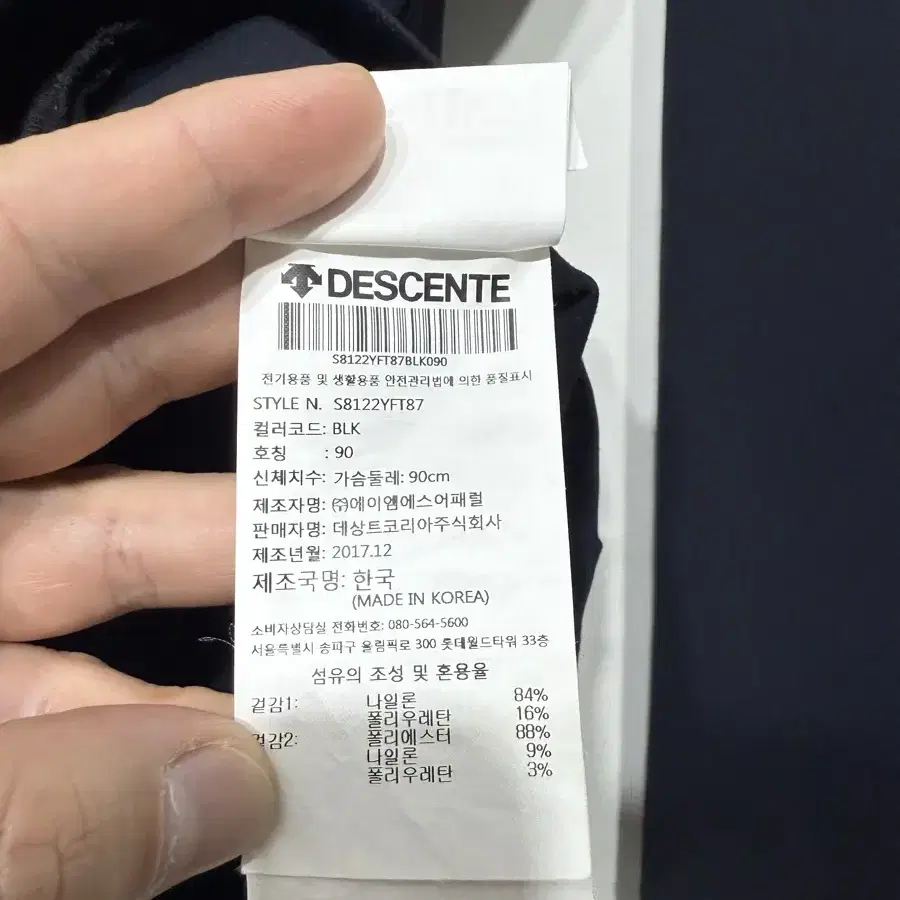 DESCENTE
S8122YFT87BLK090
전기용품 및 생활용품 안전관리법에 의한 품질표시
STYLE N. S8122YFT87
컬러코드: BLK
호칭 : 90
신체치수: 가슴둘레: 90cm
제조자명: ㈜에이엠에스어패럴
판매자명: 데상트코리아주식회사
제조년월: 2017.12
제조국명: 한국
(MADE IN KOREA)
소비자상담실 전화번호: 080-564-5600
서울특별시 송파구 올림픽로 300 롯데월드타워 33층
섬유의 조성 및 혼용율
겉감1: 나일론 84%
폴리우레탄 16%
겉감2: 폴리에스터 88%
나일론 9%
폴리우레탄 3%